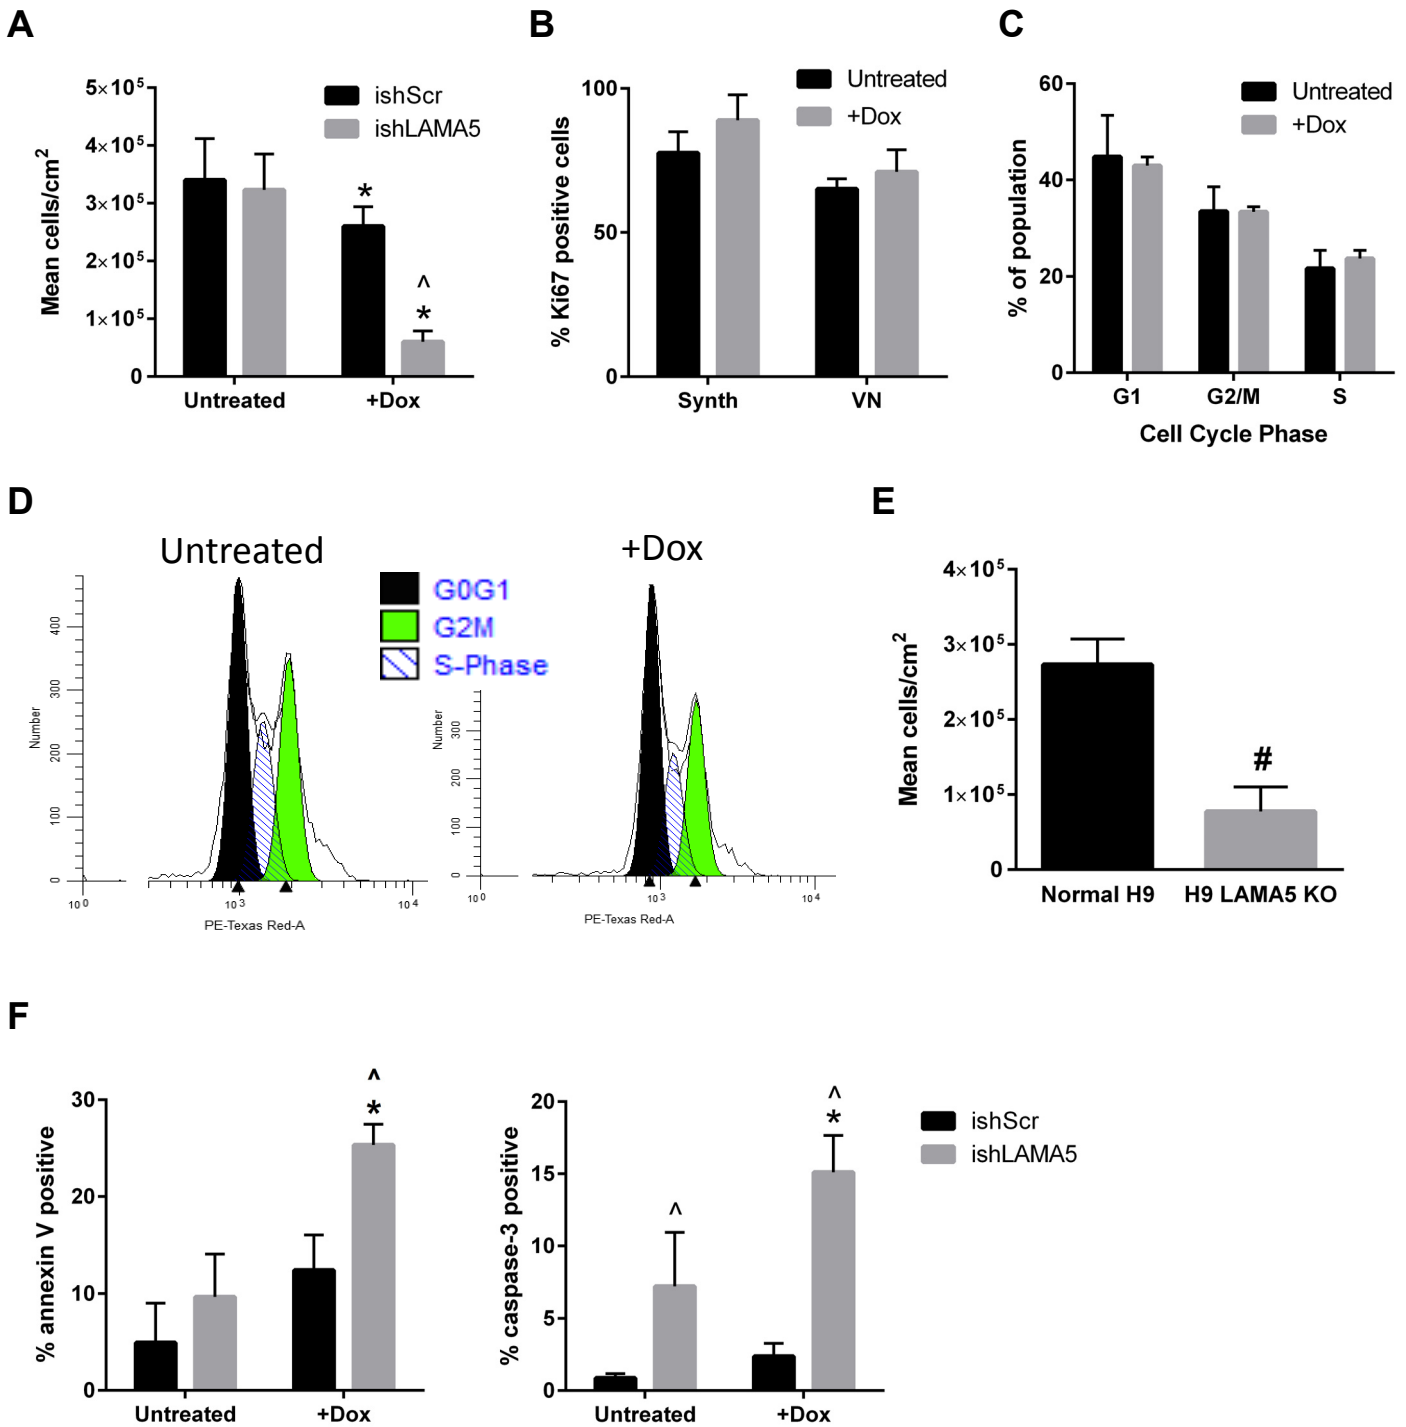 A
5×10⁵
4×10⁵
3×10⁵
2×10⁵
1×10⁵
0
Mean cells/cm²
ishScr
ishLAMA5
*
^
*
Untreated +Dox
B
100
50
0
% Ki67 positive cells
Untreated
+Dox
Synth VN
C
60
40
20
0
% of population
Untreated
+Dox
G1 G2/M S
Cell Cycle Phase
D
Untreated
400
300
200
100
0
Number
10⁰ 10³ 10⁴
PE-Texas Red-A
G0G1
G2M
S-Phase
+Dox
300
200
100
0
Number
10⁰ 10³ 10⁴
PE-Texas Red-A
E
4×10⁵
3×10⁵
2×10⁵
1×10⁵
0
Mean cells/cm²
#
Normal H9 H9 LAMA5 KO
F
30
20
10
0
% annexin V positive
^
*
Untreated +Dox
20
15
10
5
0
% caspase-3 positive
^
^
*
Untreated +Dox
ishScr
ishLAMA5